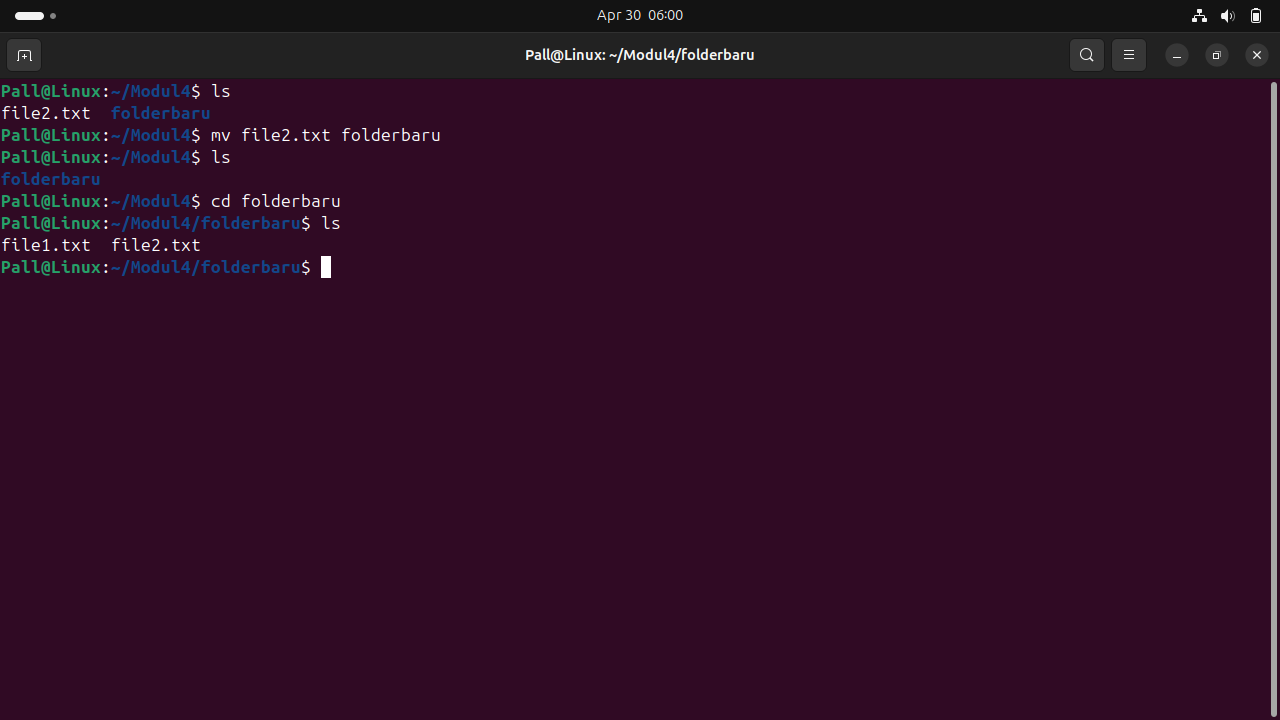 Apr 30  06:00
Pall@Linux: ~/Modul4/folderbaru
Pall@Linux:~/Modul4$ ls
file2.txt  folderbaru
Pall@Linux:~/Modul4$ mv file2.txt folderbaru
Pall@Linux:~/Modul4$ ls
folderbaru
Pall@Linux:~/Modul4$ cd folderbaru
Pall@Linux:~/Modul4/folderbaru$ ls
file1.txt  file2.txt
Pall@Linux:~/Modul4/folderbaru$